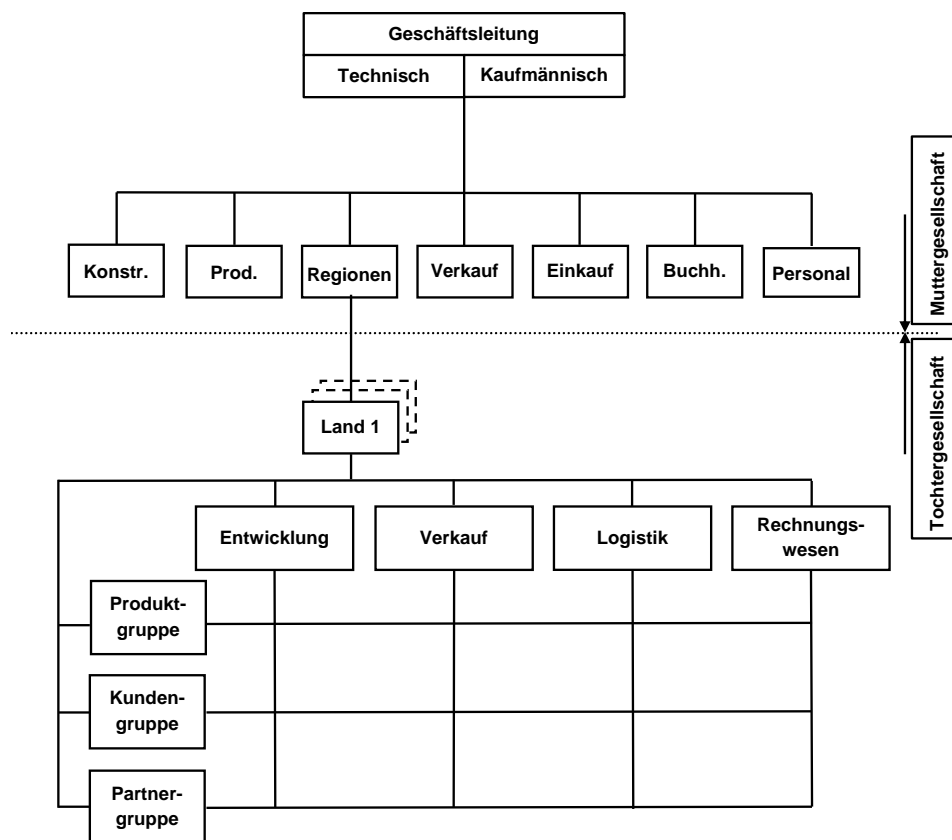 Geschäftsleitung
Technisch
Kaufmännisch
Muttergesellschaft
Konstr.
Prod.
Regionen
Verkauf
Einkauf
Buchh.
Personal
Tochtergesellschaft
Land 1
Entwicklung
Verkauf
Logistik
Rechnungs-
wesen
Produkt-
gruppe
Kunden-
gruppe
Partner-
gruppe